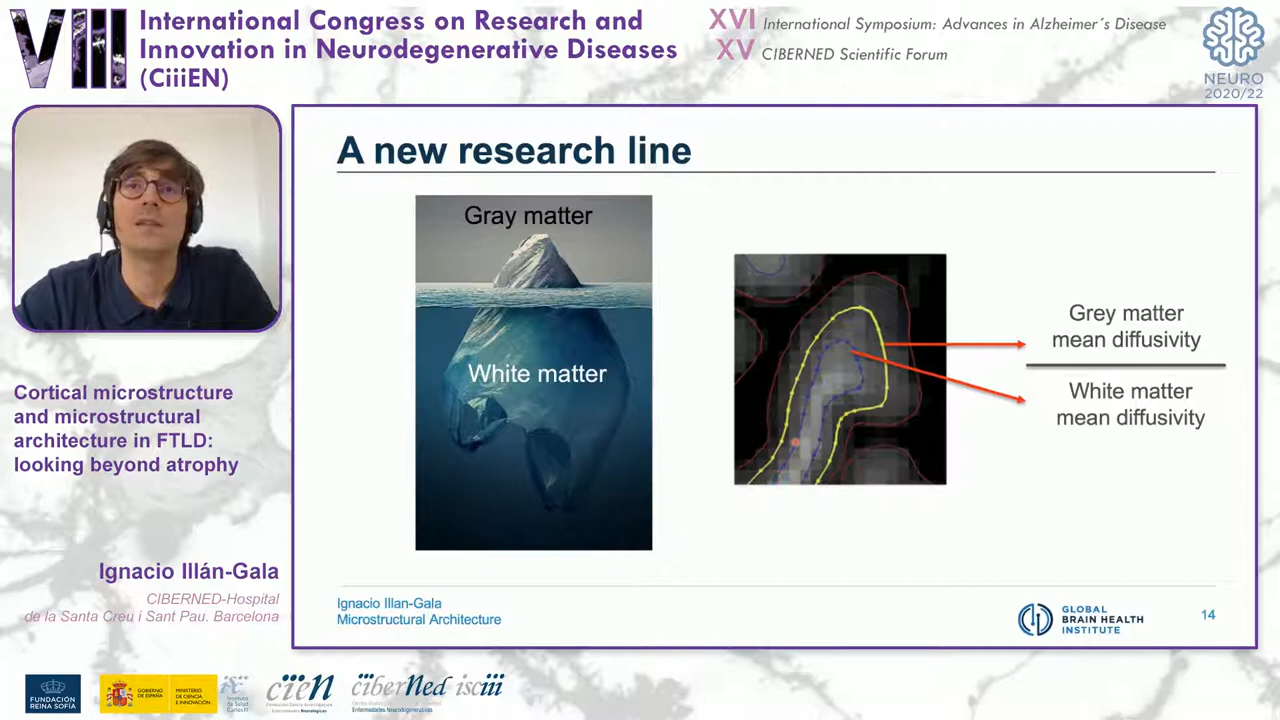 VIII
International Congress on Research and
Innovation in Neurodegenerative Diseases
(CiiiEN)
XVI International Symposium: Advances in Alzheimer´s Disease
XV CIBERNED Scientific Forum
NEURO
2020/22
A new research line
Gray matter
White matter
Grey matter
mean diffusivity
White matter
mean diffusivity
Cortical microstructure
and microstructural
architecture in FTLD:
looking beyond atrophy
Ignacio Illán-Gala
CIBERNED-Hospital
de la Santa Creu i Sant Pau. Barcelona
Ignacio Illan-Gala
Microstructural Architecture
GLOBAL
BRAIN HEALTH
INSTITUTE
14
FUNDACIÓN
REINA SOFÍA
GOBIERNO
DE ESPAÑA
MINISTERIO
DE CIENCIA
E INNOVACIÓN
Instituto
de Salud
Carlos III
cien
ciberNed
isciii
Enfermedades Neurodegenerativas